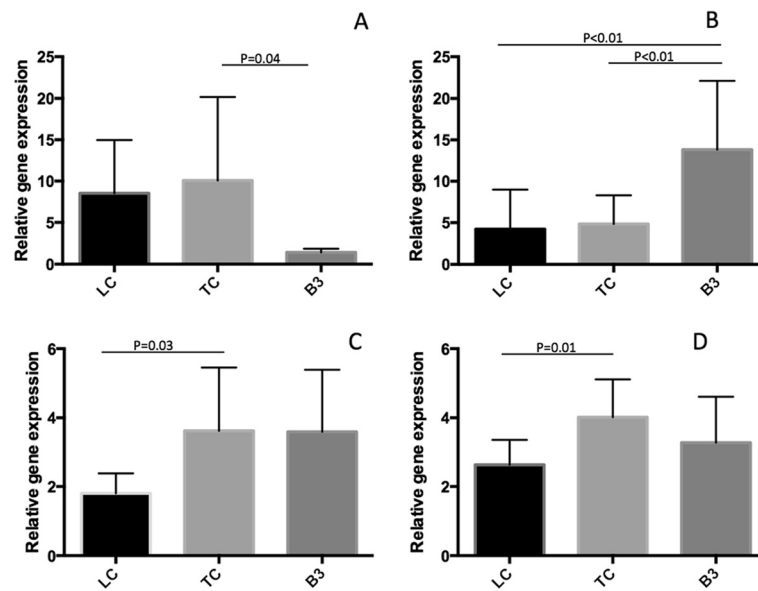 A
P=0.04
Relative gene expression
25
20
15
10
5
0
LC
TC
B3
B
P<0.01
P<0.01
Relative gene expression
25
20
15
10
5
0
LC
TC
B3
C
P=0.03
Relative gene expression
6
4
2
0
LC
TC
B3
D
P=0.01
Relative gene expression
6
4
2
0
LC
TC
B3